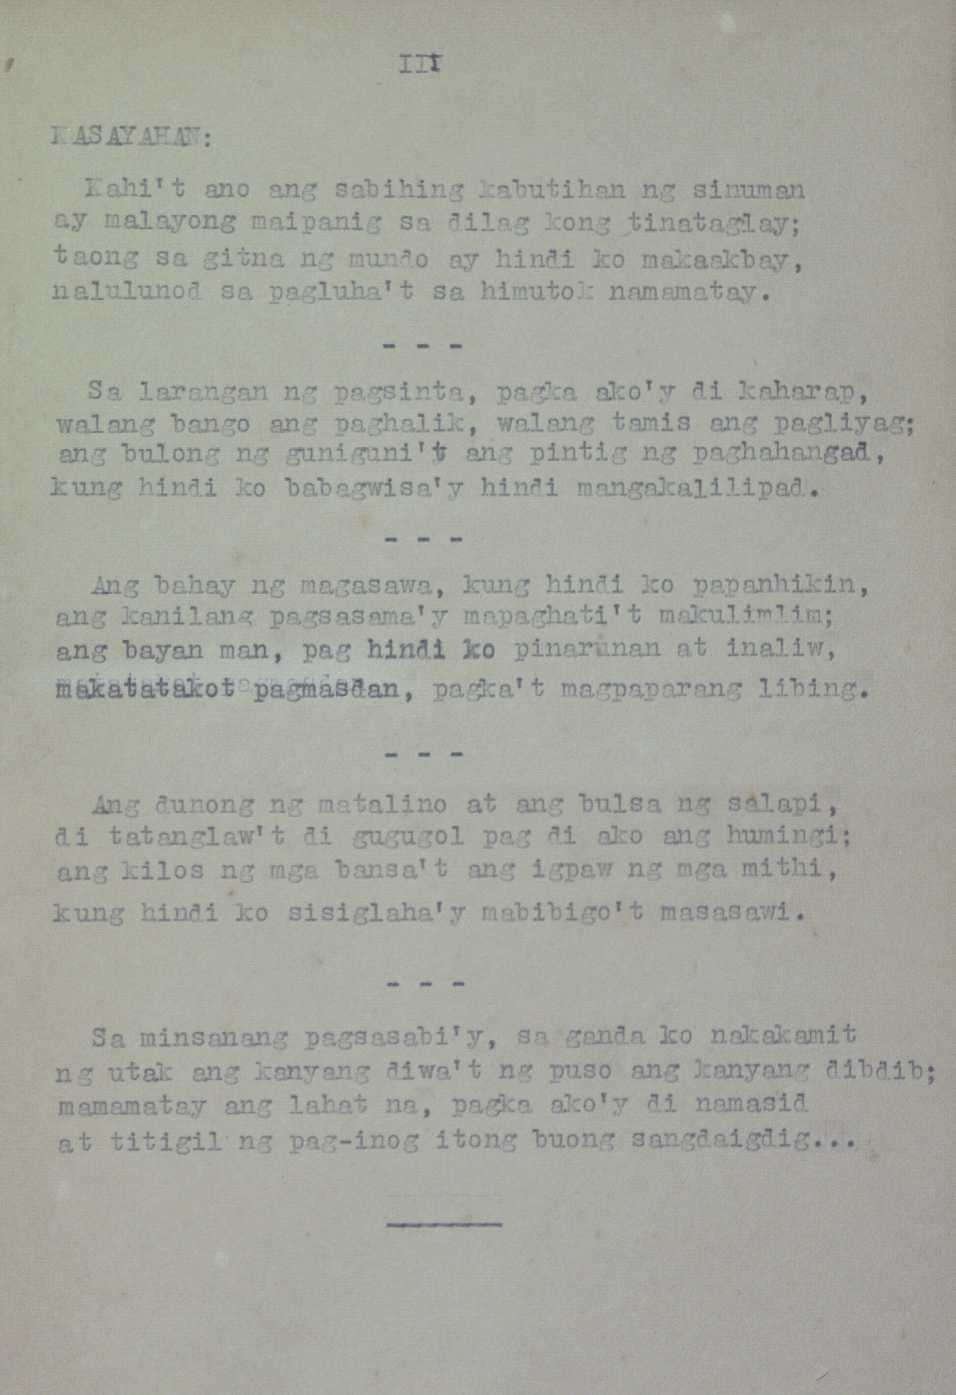 III
KASAYAHAN:
Kahi't ano ang sabihing kabutihan ng sinuman
ay malayong maipanig sa dilag kong tinataglay;
taong sa gitna ng mundo ay hindi ko makaakbay,
nalulunod sa pagluha't sa himutok namamatay.
- - -
Sa larangan ng pagsinta, pagka ako'y di kaharap,
walang bango ang paghalik, walang tamis ang pagliyag;
ang bulong ng guniguni't ang pintig ng paghahangad,
kung hindi ko babagwisa'y hindi mangakalilipad.
- - -
Ang bahay ng magasawa, kung hindi ko papanhikin,
ang kanilang pagsasama'y mapaghati't makulimlim;
ang bayan man, pag hindi ko pinarunan at inaliw,
makatatakot pagmasdan, pagka't magpaparang libing.
- - -
Ang dunong ng matalino at ang bulsa ng salapi,
di tatanglaw't di gugugol pag di ako ang humingi;
ang kilos ng mga bansa't ang igpaw ng mga mithi,
kung hindi ko sisiglaha'y mabibigo't masasawi.
- - -
Sa minsanang pagsasabi'y, sa ganda ko nakakamit
ng utak ang kanyang diwa't ng puso ang kanyang dibdib;
mamamatay ang lahat na, pagka ako'y di namasid
at titigil ng pag-inog itong buong sangdaigdig...